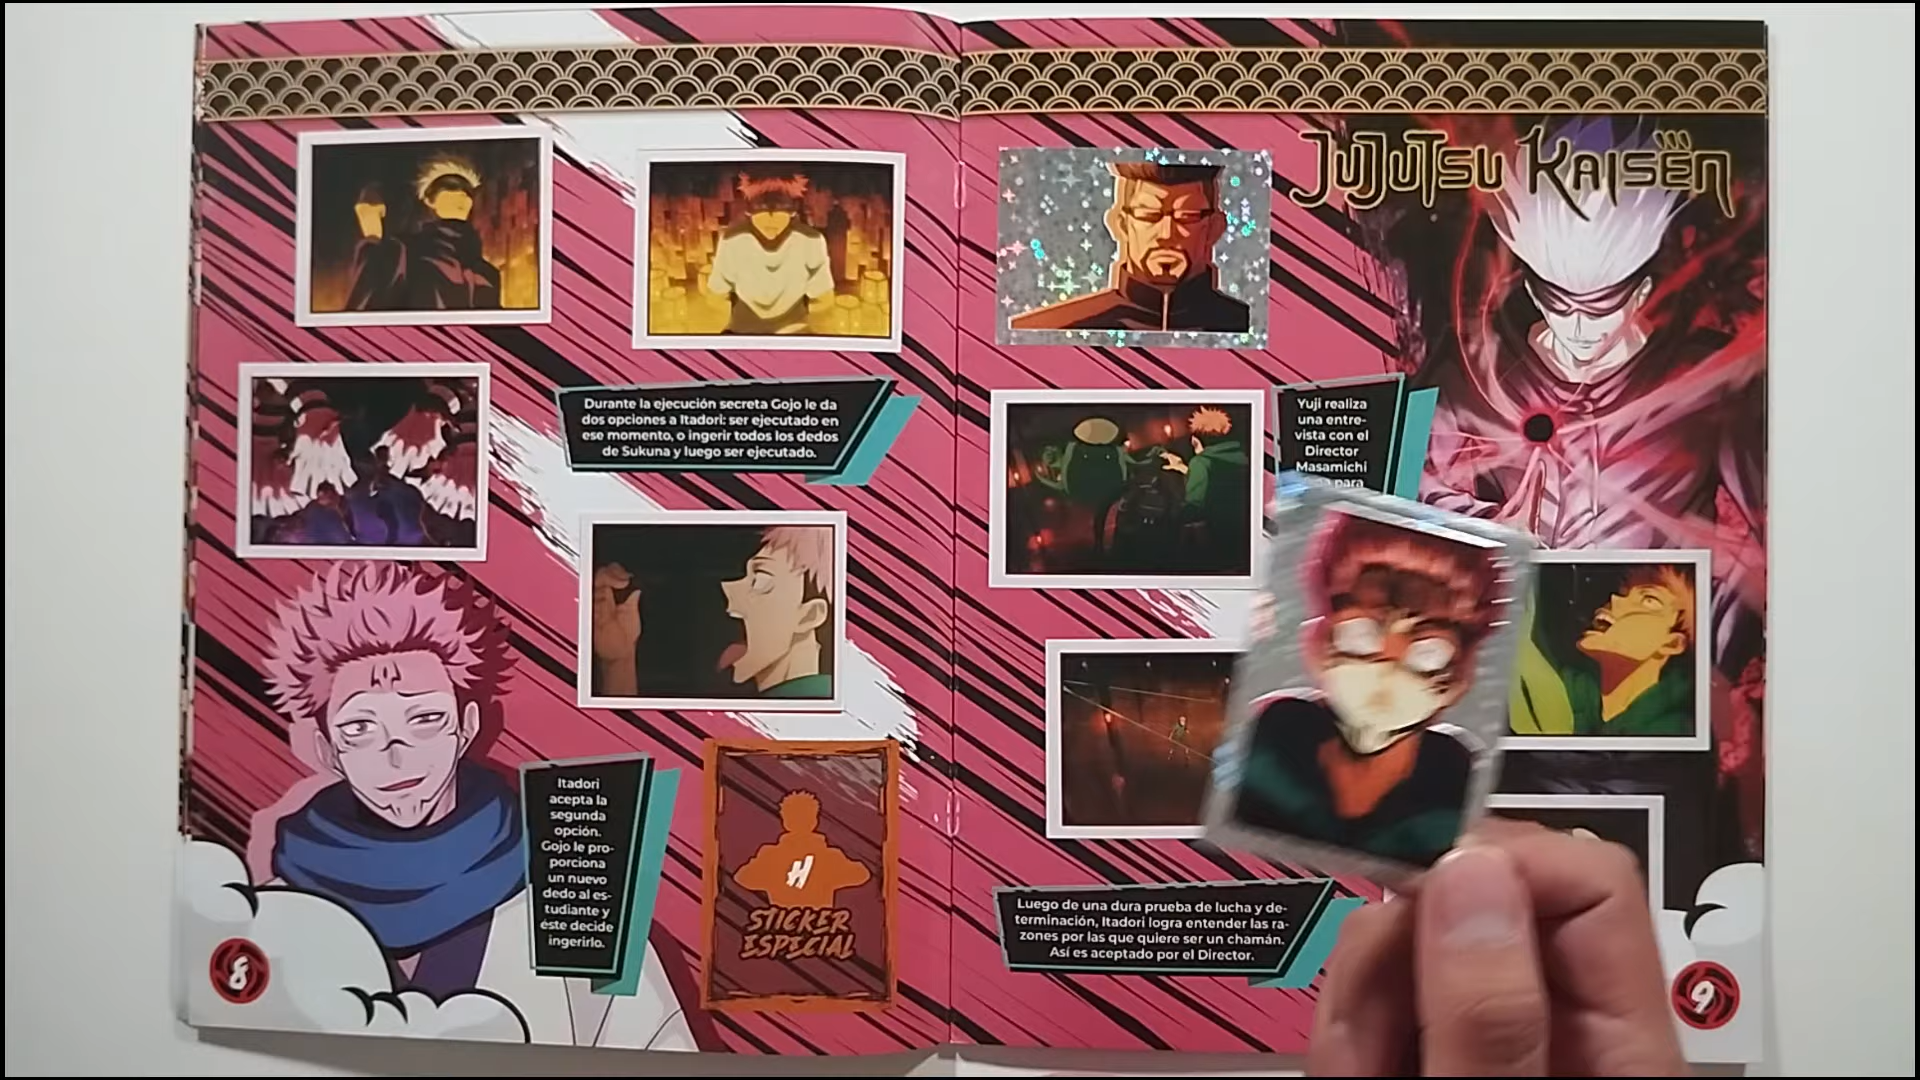 JUJUTSU KAISEN
Durante la ejecución secreta Gojo le da
dos opciones a Itadori: ser ejecutado en
ese momento, o ingerir todos los dedos
de Sukuna y luego ser ejecutado.
Yuji realiza
una entre-
vista con el
Director
Masamichi
para
Itadori
acepta la
segunda
opción.
Gojo le pro-
porciona
un nuevo
dedo al es-
tudiante y
éste decide
ingerirlo.
H
STICKER
ESPECIAL
Luego de una dura prueba de lucha y de-
terminación, Itadori logra entender las ra-
zones por las que quiere ser un chamán.
Así es aceptado por el Director.
8
9